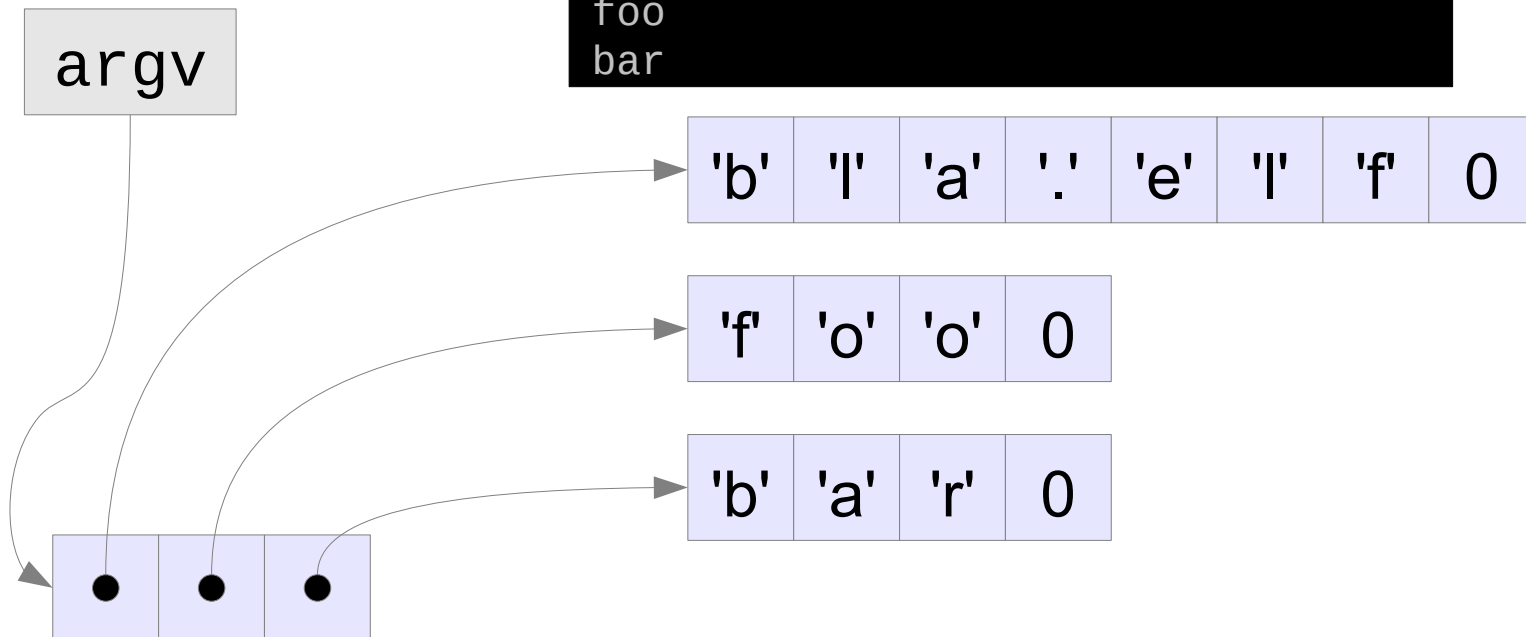 argv
foo
bar
'b' 'l' 'a' '.' 'e' 'l' 'f' 0
'f' 'o' 'o' 0
'b' 'a' 'r' 0